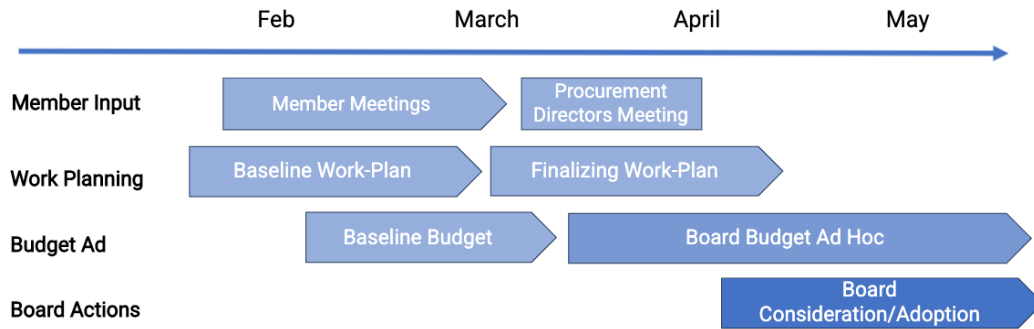 Feb March April May
Member Input
Member Meetings
Procurement
Directors Meeting
Work Planning
Baseline Work-Plan
Finalizing Work-Plan
Budget Ad
Baseline Budget
Board Budget Ad Hoc
Board Actions
Board
Consideration/Adoption